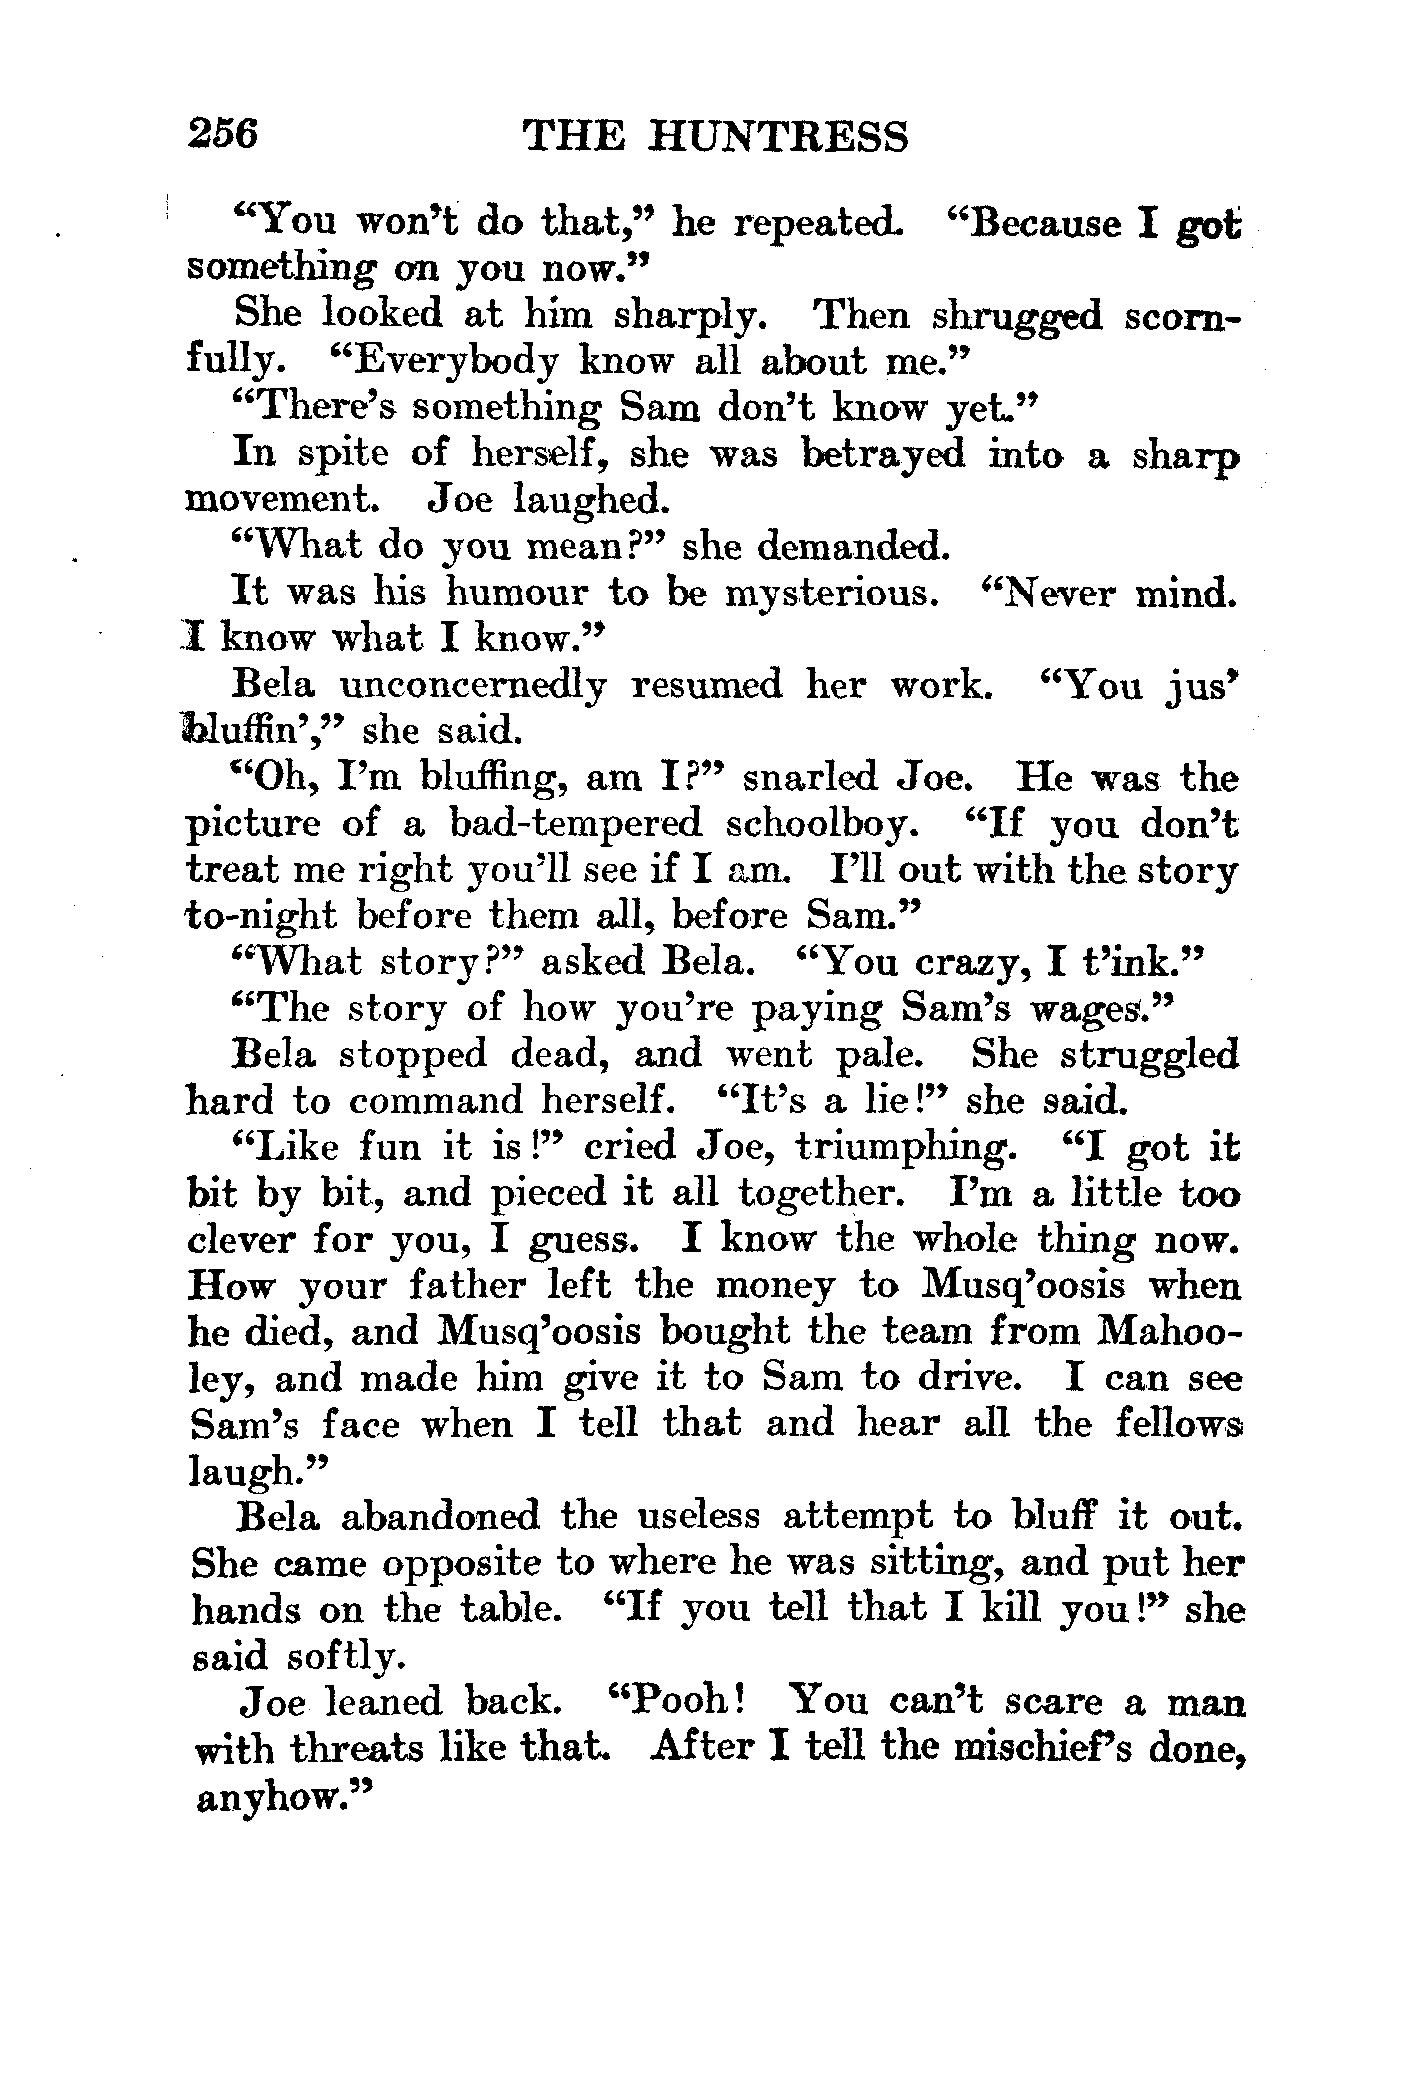 256 THE HUNTRESS
“You won’t do that,” he repeated. “Because I got
something on you now.”
She looked at him sharply. Then shrugged scorn-
fully. “Everybody know all about me.”
“There’s something Sam don’t know yet.”
In spite of herself, she was betrayed into a sharp
movement. Joe laughed.
“What do you mean?” she demanded.
It was his humour to be mysterious. “Never mind.
I know what I know.”
Bela unconcernedly resumed her work. “You jus’
bluffin’,” she said.
“Oh, I’m bluffing, am I?” snarled Joe. He was the
picture of a bad-tempered schoolboy. “If you don’t
treat me right you’ll see if I am. I’ll out with the story
to-night before them all, before Sam.”
“What story?” asked Bela. “You crazy, I t’ink.”
“The story of how you’re paying Sam’s wages.”
Bela stopped dead, and went pale. She struggled
hard to command herself. “It’s a lie!” she said.
“Like fun it is!” cried Joe, triumphing. “I got it
bit by bit, and pieced it all together. I’m a little too
clever for you, I guess. I know the whole thing now.
How your father left the money to Musq’oosis when
he died, and Musq’oosis bought the team from Mahoo-
ley, and made him give it to Sam to drive. I can see
Sam’s face when I tell that and hear all the fellows
laugh.”
Bela abandoned the useless attempt to bluff it out.
She came opposite to where he was sitting, and put her
hands on the table. “If you tell that I kill you!” she
said softly.
Joe leaned back. “Pooh! You can’t scare a man
with threats like that. After I tell the mischief’s done,
anyhow.”